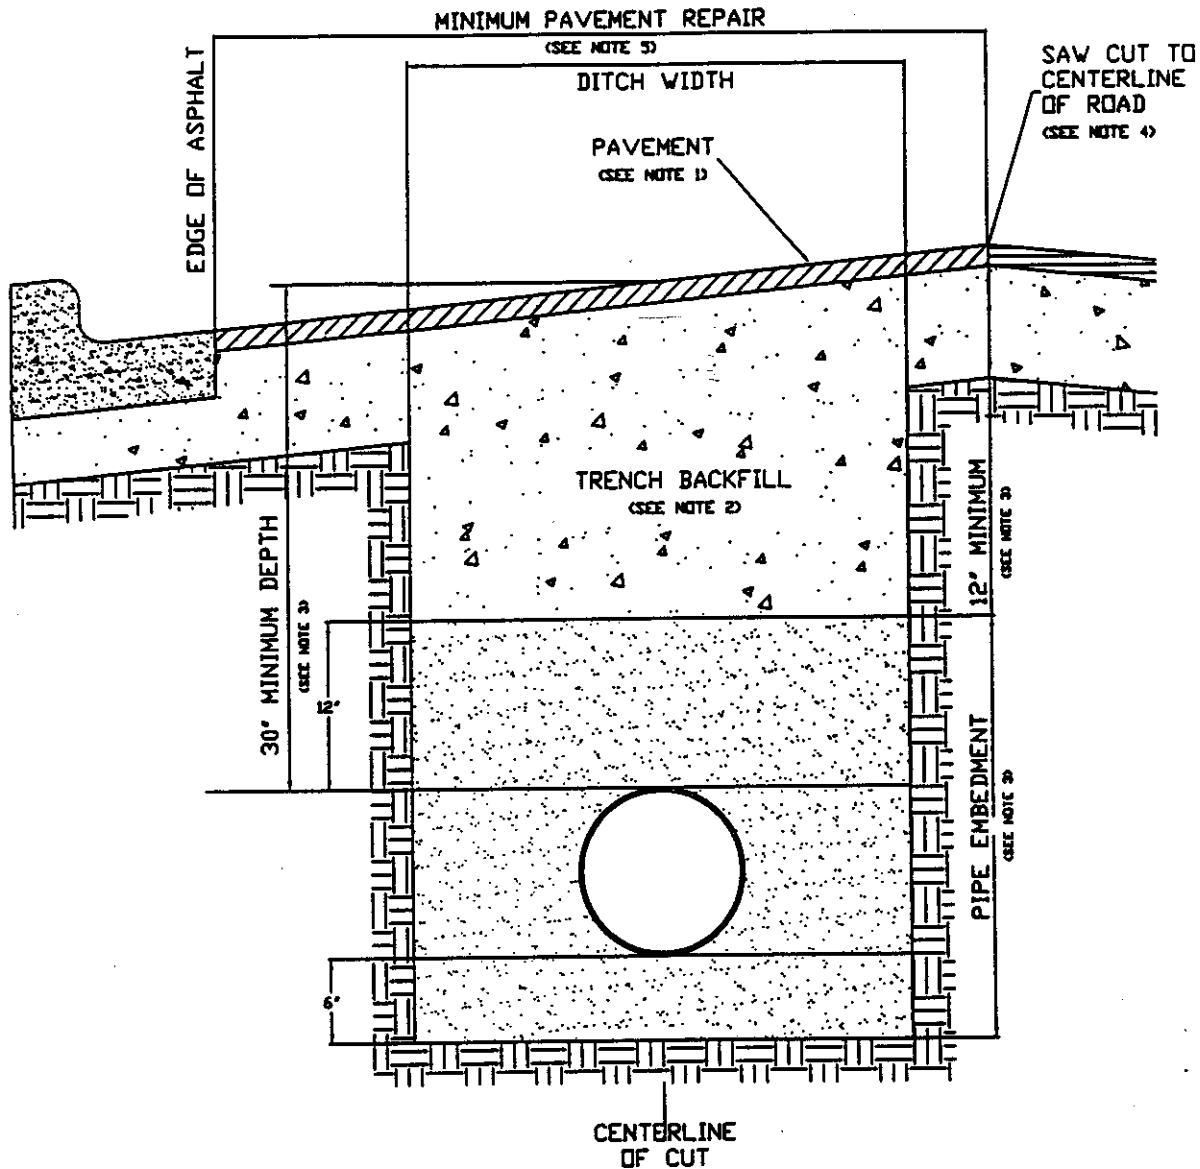 MINIMUM PAVEMENT REPAIR
(SEE NOTE 5)
DITCH WIDTH
EDGE OF ASPHALT
SAW CUT TO
CENTERLINE
OF ROAD
(SEE NOTE 4)
PAVEMENT
(SEE NOTE 1)
TRENCH BACKFILL
(SEE NOTE 2)
30" MINIMUM DEPTH
(SEE NOTE 3)
12"
12" MINIMUM
(SEE NOTE 3)
PIPE EMBEDMENT
(SEE NOTE 3)
6"
CENTERLINE
OF CUT